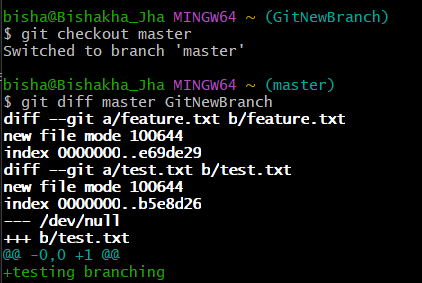 bisha@Bishakha_Jha MINGW64 ~ (GitNewBranch)
$ git checkout master
Switched to branch 'master'
bisha@Bishakha_Jha MINGW64 ~ (master)
$ git diff master GitNewBranch
diff --git a/feature.txt b/feature.txt
new file mode 100644
index 0000000..e69de29
diff --git a/test.txt b/test.txt
new file mode 100644
index 0000000..b5e8d26
--- /dev/null
+++ b/test.txt
@@ -0,0 +1 @@
+testing branching